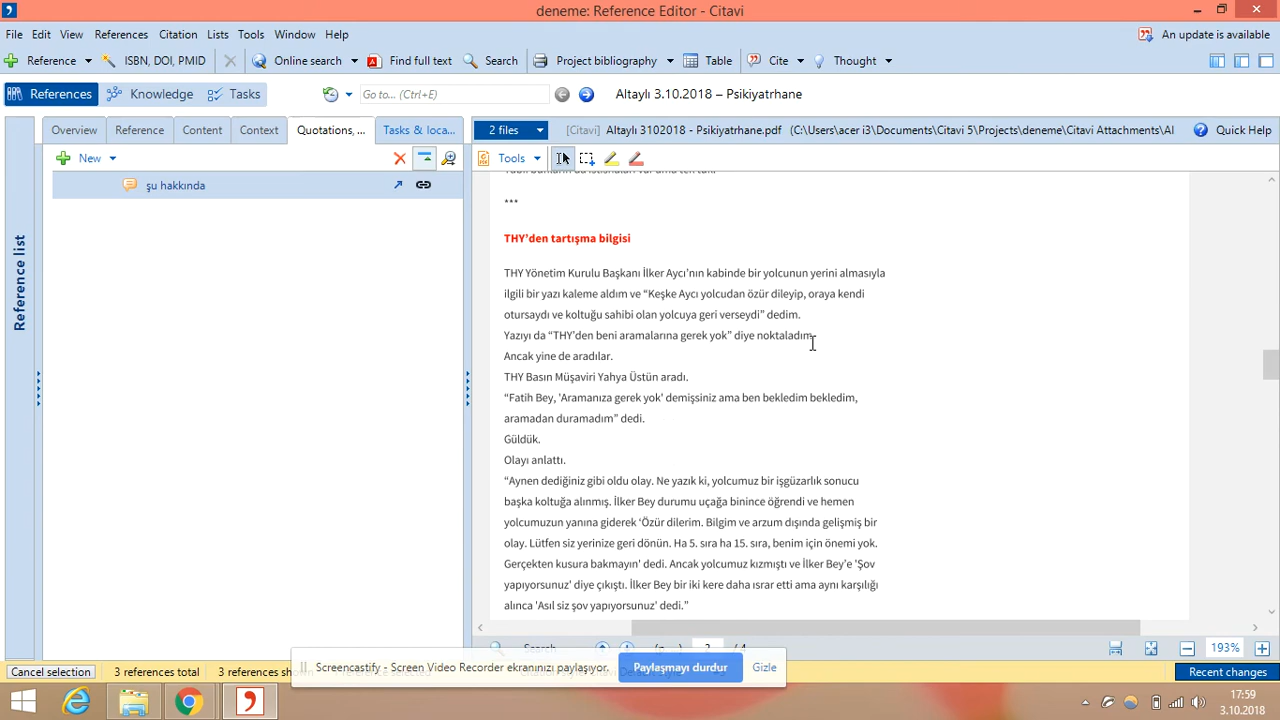 deneme: Reference Editor - Citavi
File Edit View References Citation Lists Tools Window Help An update is available
Reference ISBN, DOI, PMID Online search Find full text Search Project bibliography Table Cite Thought
References Knowledge Tasks Go to... (Ctrl+E) Altaylı 3.10.2018 – Psikiyatrhane
Overview Reference Content Context Quotations, ... Tasks & loca... 2 files [Citavi] Altaylı 3102018 - Psikiyatrhane.pdf (C:\Users\acer i3\Documents\Citavi 5\Projects\deneme\Citavi Attachments\Al Quick Help
New Tools
şu hakkında
Reference list
***
THY’den tartışma bilgisi
THY Yönetim Kurulu Başkanı İlker Aycı’nın kabinde bir yolcunun yerini almasıyla
ilgili bir yazı kaleme aldım ve “Keşke Aycı yolcudan özür dileyip, oraya kendi
otursaydı ve koltuğu sahibi olan yolcuya geri verseydi” dedim.
Yazıyı da “THY’den beni aramalarına gerek yok” diye noktaladım.
Ancak yine de aradılar.
THY Basın Müşaviri Yahya Üstün aradı.
“Fatih Bey, 'Aramanıza gerek yok' demişsiniz ama ben bekledim bekledim,
aramadan duramadım” dedi.
Güldük.
Olayı anlattı.
“Aynen dediğiniz gibi oldu olay. Ne yazık ki, yolcumuz bir işgüzarlık sonucu
başka koltuğa alınmış. İlker Bey durumu uçağa binince öğrendi ve hemen
yolcumuzun yanına giderek ‘Özür dilerim. Bilgim ve arzum dışında gelişmiş bir
olay. Lütfen siz yerinize geri dönün. Ha 5. sıra ha 15. sıra, benim için önemi yok.
Gerçekten kusura bakmayın' dedi. Ancak yolcumuz kızmıştı ve İlker Bey’e 'Şov
yapıyorsunuz' diye çıkıştı. İlker Bey bir iki kere daha ısrar etti ama aynı karşılığı
alınca 'Asıl siz şov yapıyorsunuz' dedi.”
Search 193%
Screencastify - Screen Video Recorder ekranınızı paylaşıyor. Paylaşmayı durdur Gizle
Cancel selection 3 references total 3 references Recent changes
17:59
3.10.2018